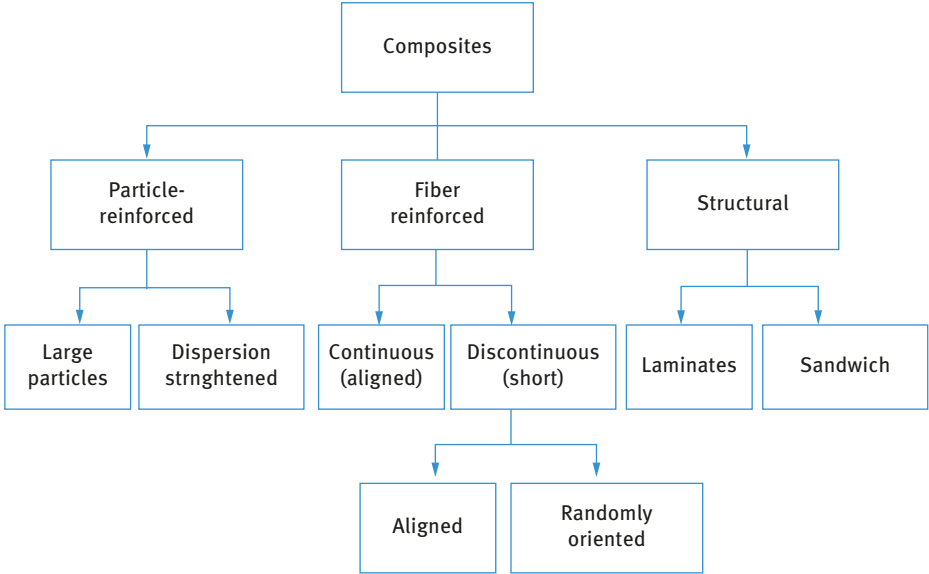 Composites
Particle-
reinforced
Fiber
reinforced
Structural
Large
particles
Dispersion
strnghtened
Continuous
(aligned)
Discontinuous
(short)
Laminates
Sandwich
Aligned
Randomly
oriented